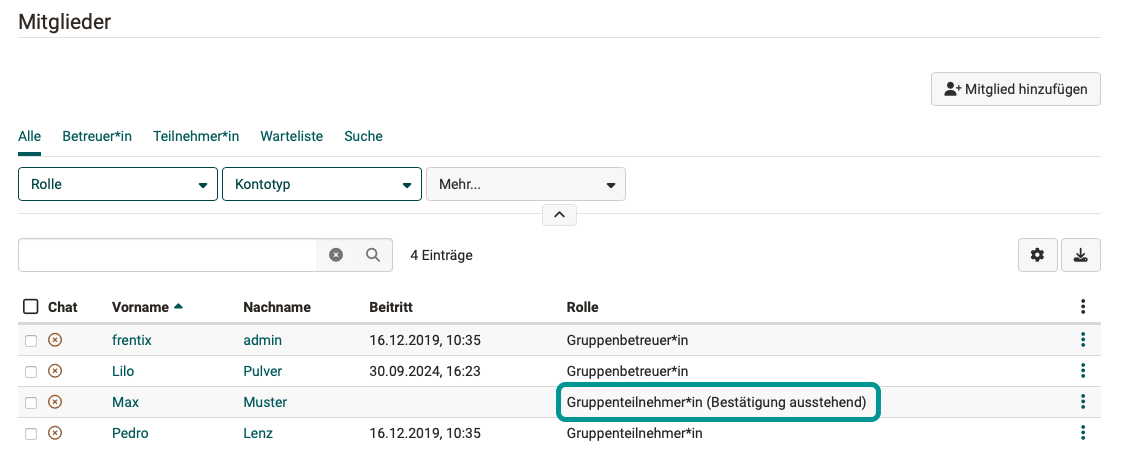 Mitglieder
Mitglied hinzufügen
Alle Betreuer*in Teilnehmer*in Warteliste Suche
Rolle Kontotyp Mehr...
4 Einträge
Chat Vorname Nachname Beitritt Rolle
frentix admin 16.12.2019, 10:35 Gruppenbetreuer*in
Lilo Pulver 30.09.2024, 16:23 Gruppenbetreuer*in
Max Muster Gruppenteilnehmer*in (Bestätigung ausstehend)
Pedro Lenz 16.12.2019, 10:35 Gruppenteilnehmer*in